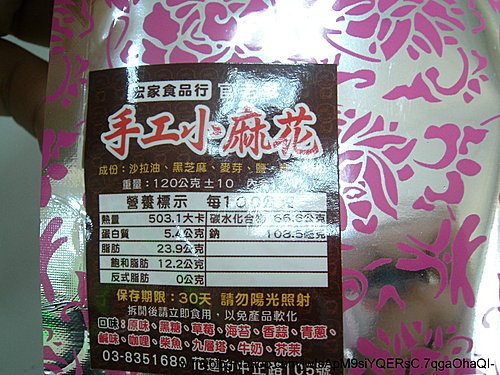 宏家食品行
手工小麻花
成份:沙拉油、黑芝麻、麥芽、鹽、
重量:120公克±10
營養標示 每100公克
熱量 503.1大卡 碳水化合物 66.6公克
蛋白質 5.4公克 鈉 108.5毫克
脂肪 23.9公克
飽和脂肪 12.2公克
反式脂肪 0公克
保存期限:30天 請勿陽光照射
拆開後請立即食用,以免產品軟化
口味:原味、黑糖、草莓、海苔、香蒜、青蔥、
鹹味、咖哩、柴魚、九層塔、牛奶、芥茉
03-8351689 花蓮 中正路105號